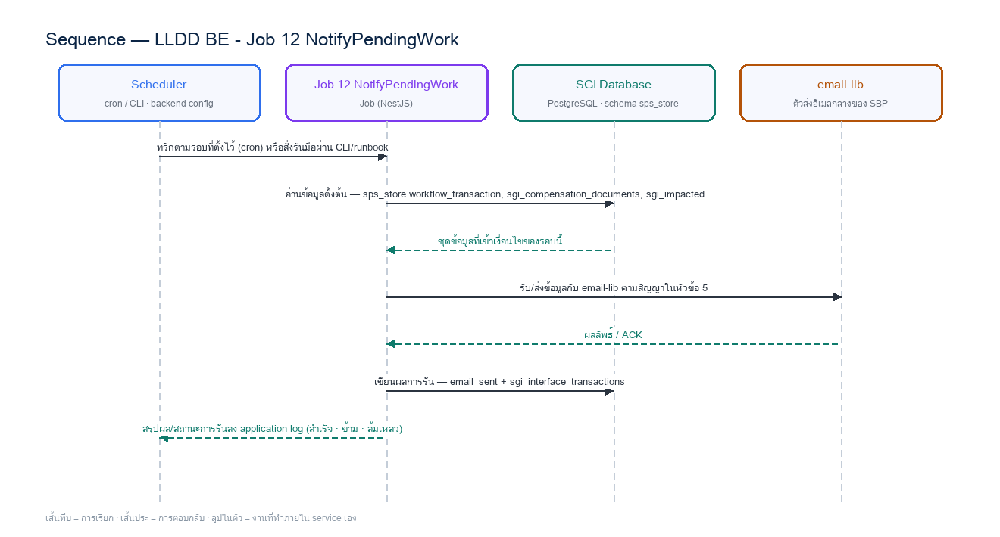 Sequence — LLDD BE - Job 12 NotifyPendingWork
Scheduler
cron / CLI · backend config
Job 12 NotifyPendingWork
Job (NestJS)
SGI Database
PostgreSQL · schema sps_store
email-lib
ตัวส่งอีเมลกลางของ SBP
ทริกตามรอบที่ตั้งไว้ (cron) หรือสั่งรันมือผ่าน CLI/runbook
อ่านข้อมูลตั้งต้น — sps_store.workflow_transaction, sgi_compensation_documents, sgi_impacted…
ชุดข้อมูลที่เข้าเงื่อนไขของรอบนี้
รับ/ส่งข้อมูลกับ email-lib ตามสัญญาในหัวข้อ 5
ผลลัพธ์ / ACK
เขียนผลการรัน — email_sent + sgi_interface_transactions
สรุปผล/สถานะการรันลง application log (สำเร็จ · ข้าม · ล้มเหลว)
เส้นทึบ = การเรียก · เส้นประ = การตอบกลับ · ลูปในตัว = งานที่ทำภายใน service เอง